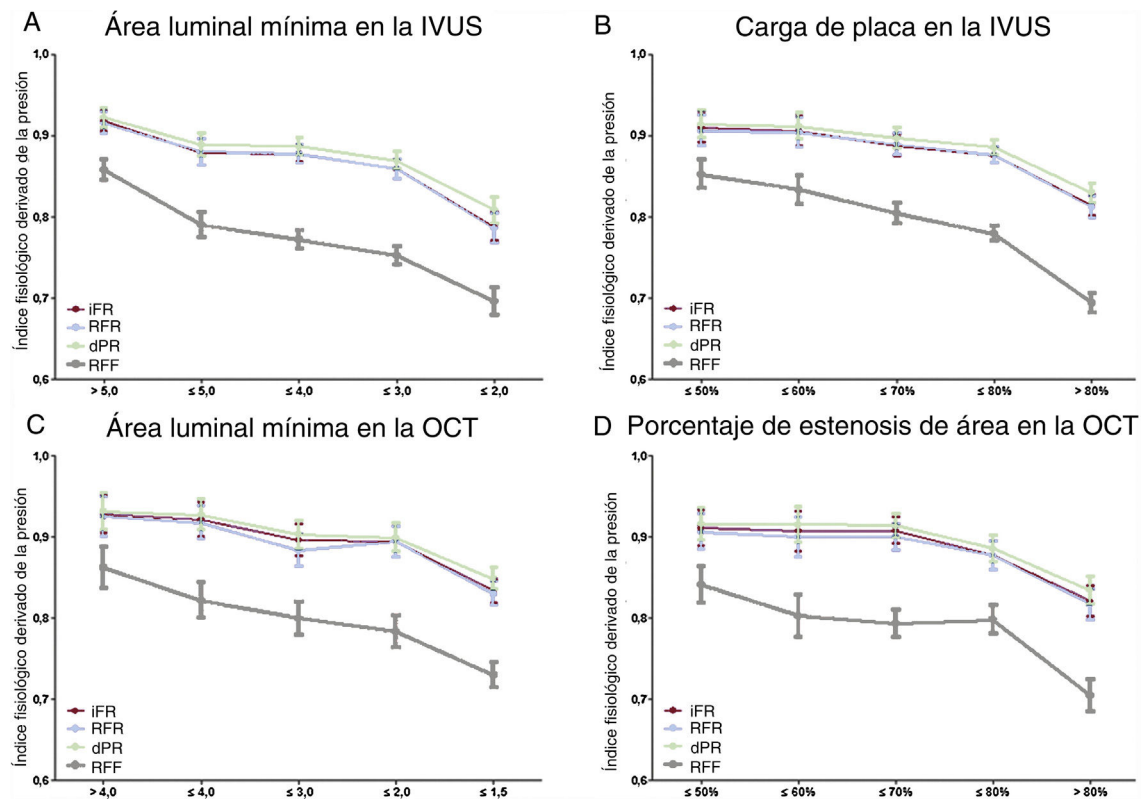 A Área luminal mínima en la IVUS
Índice fisiológico derivado de la presión
1,0
0,9
0,8
0,7
0,6
iFR
RFR
dPR
RFF
> 5,0 ≤ 5,0 ≤ 4,0 ≤ 3,0 ≤ 2,0
B Carga de placa en la IVUS
Índice fisiológico derivado de la presión
1,0
0,9
0,8
0,7
0,6
iFR
RFR
dPR
RFF
≤ 50% ≤ 60% ≤ 70% ≤ 80% > 80%
C Área luminal mínima en la OCT
Índice fisiológico derivado de la presión
1,0
0,9
0,8
0,7
0,6
iFR
RFR
dPR
RFF
> 4,0 ≤ 4,0 ≤ 3,0 ≤ 2,0 ≤ 1,5
D Porcentaje de estenosis de área en la OCT
Índice fisiológico derivado de la presión
1,0
0,9
0,8
0,7
0,6
iFR
RFR
dPR
RFF
≤ 50% ≤ 60% ≤ 70% ≤ 80% > 80%